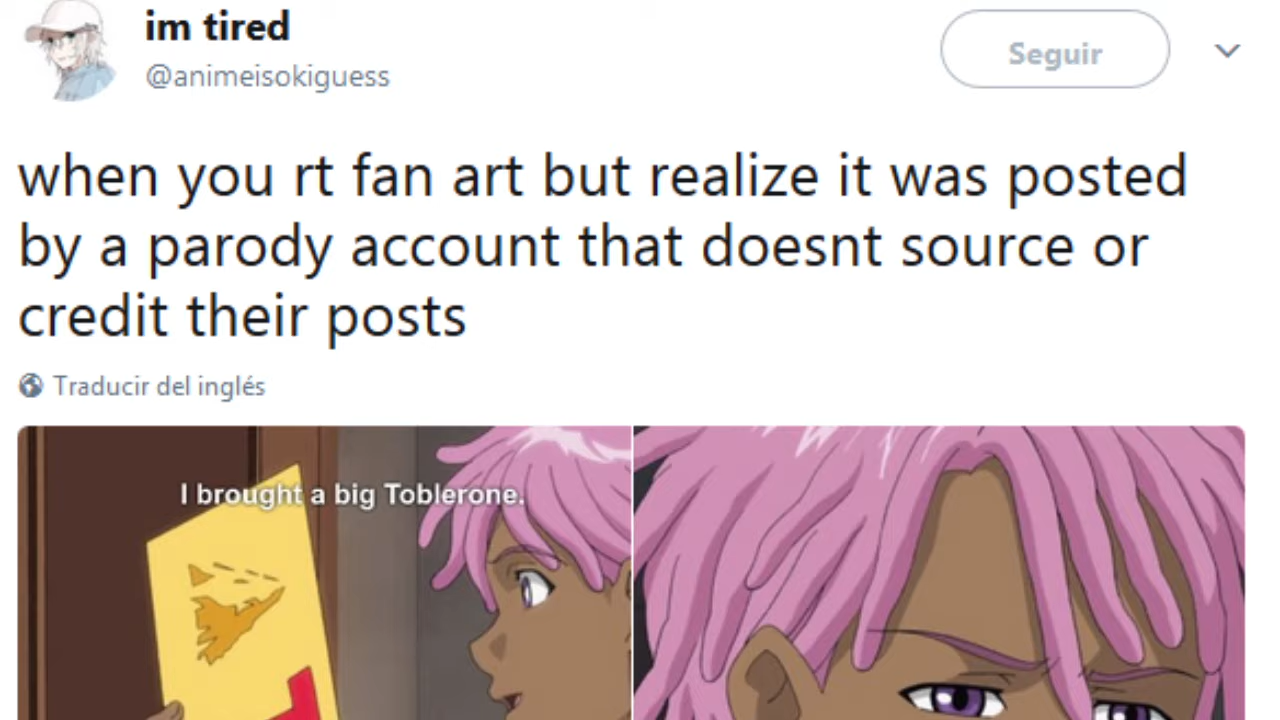 im tired
@animeisokiguess
Seguir
when you rt fan art but realize it was posted
by a parody account that doesnt source or
credit their posts
Traducir del inglés
I brought a big Toblerone.